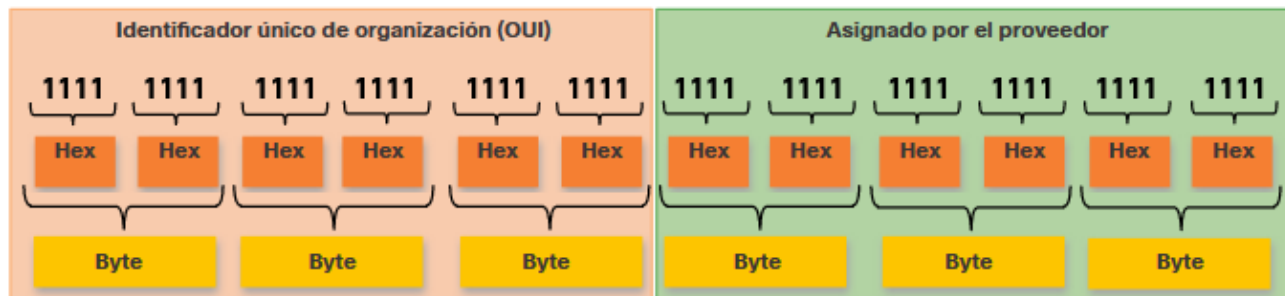 Identificador único de organización (OUI) Asignado por el proveedor
1111 1111 1111 1111 1111 1111 1111 1111 1111 1111 1111 1111
Hex Hex Hex Hex Hex Hex Hex Hex Hex Hex Hex Hex
Byte Byte Byte Byte Byte Byte